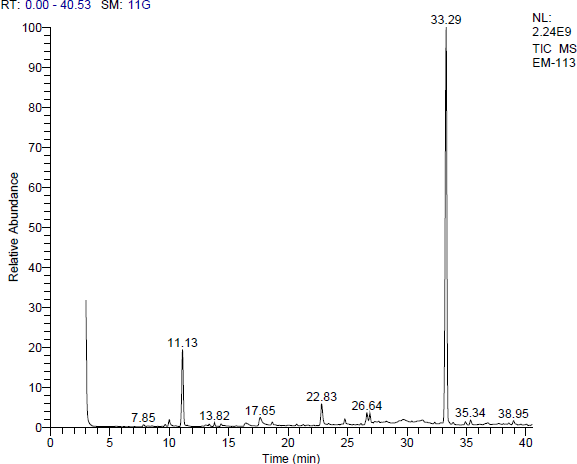 RT: 0.00 - 40.53 SM: 11G
NL:
2.24E9
TIC MS
EM-113
33.29
11.13
7.85
13.82
17.65
22.83
26.64
35.34
38.95
100
90
80
70
60
50
40
30
20
10
0
Relative Abundance
0 5 10 15 20 25 30 35 40
Time (min)